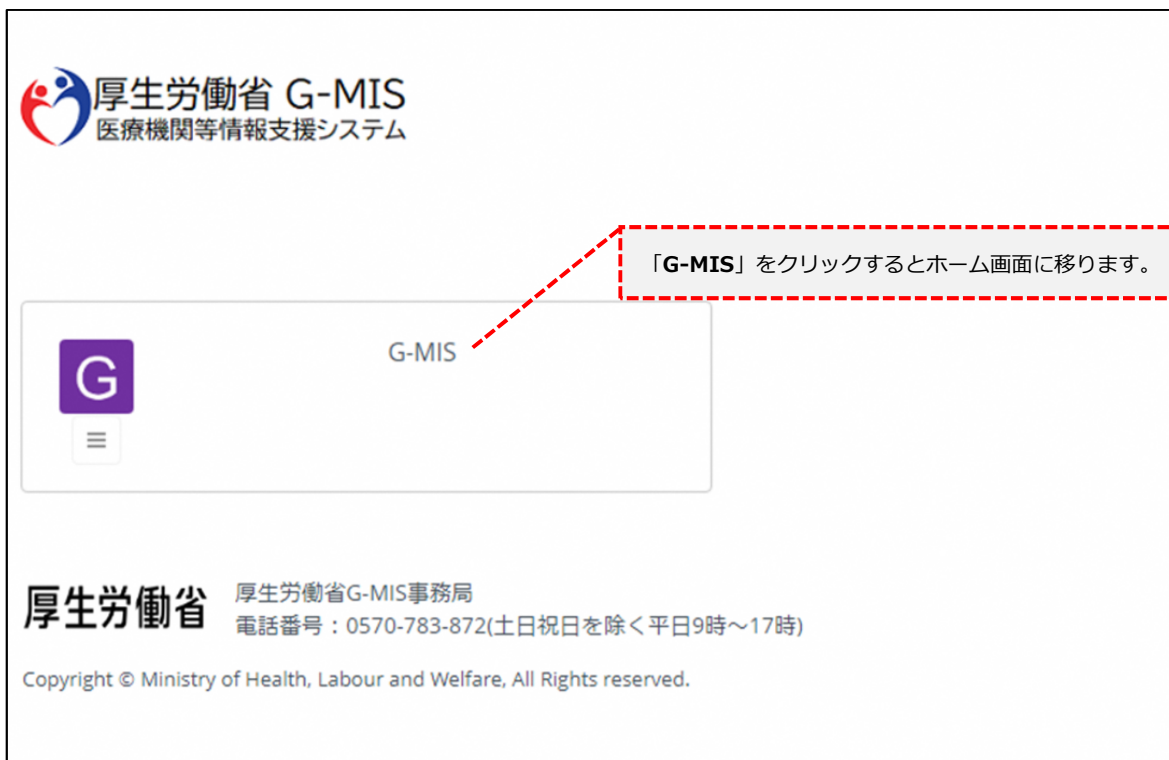 厚生労働省 G-MIS
医療機関等情報支援システム
「G-MIS」をクリックするとホーム画面に移ります。
G-MIS
G
厚生労働省
厚生労働省G-MIS事務局
電話番号：0570-783-872(土日祝日を除く平日9時～17時)
Copyright © Ministry of Health, Labour and Welfare, All Rights reserved.